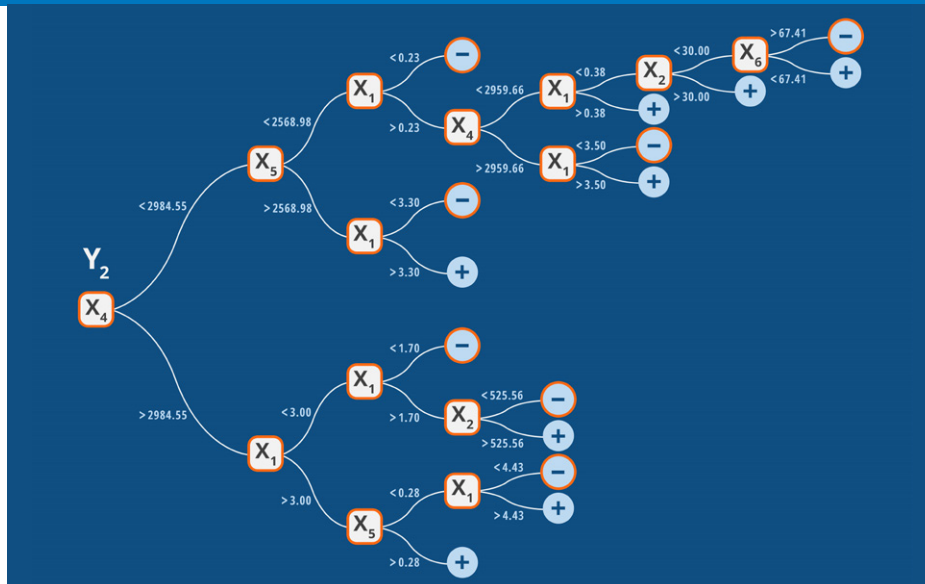 >67.41
−
<0.23
−
<30.00
X6
X1
<0.38
X2
<67.41
+
<2959.66
X1
>30.00
+
<2568.98
>0.23
X4
>0.38
+
X5
>2959.66
X1
<3.50
−
>3.50
+
<2984.55
>2568.98
<3.30
−
X1
Y2
>3.30
+
X4
<1.70
−
X1
>2984.55
<3.00
>1.70
X2
<525.56
−
>525.56
+
X1
<4.43
−
>3.00
<0.28
X1
>4.43
+
X5
>0.28
+